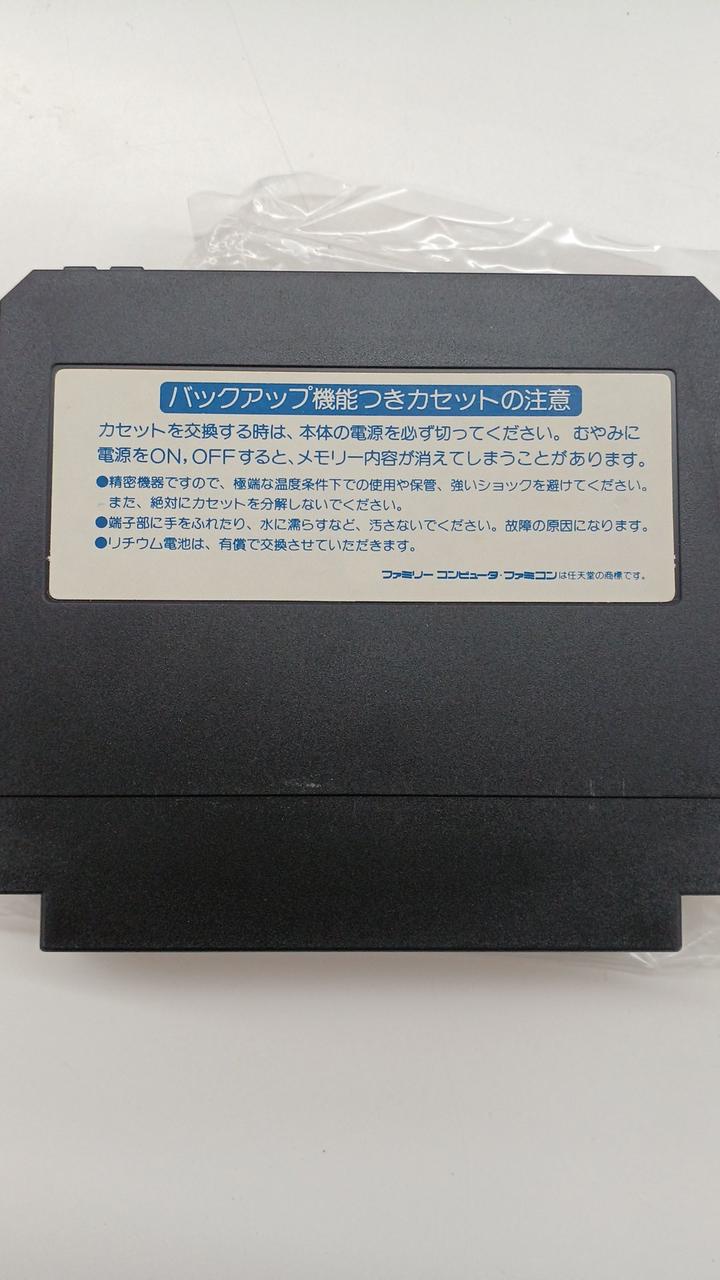 バックアップ機能つきカセットの注意
カセットを交換する時は、本体の電源を必ず切ってください。むやみに
電源をON,OFFすると、メモリー内容が消えてしまうことがあります。
●精密機器ですので、極端な温度条件下での使用や保管、強いショックを避けてください。
また、絶対にカセットを分解しないでください。
●端子部に手をふれたり、水に濡らすなど、汚さないでください。故障の原因になります。
●リチウム電池は、有償で交換させていただきます。
ファミリー コンピュータ・ファミコンは任天堂の商標です。